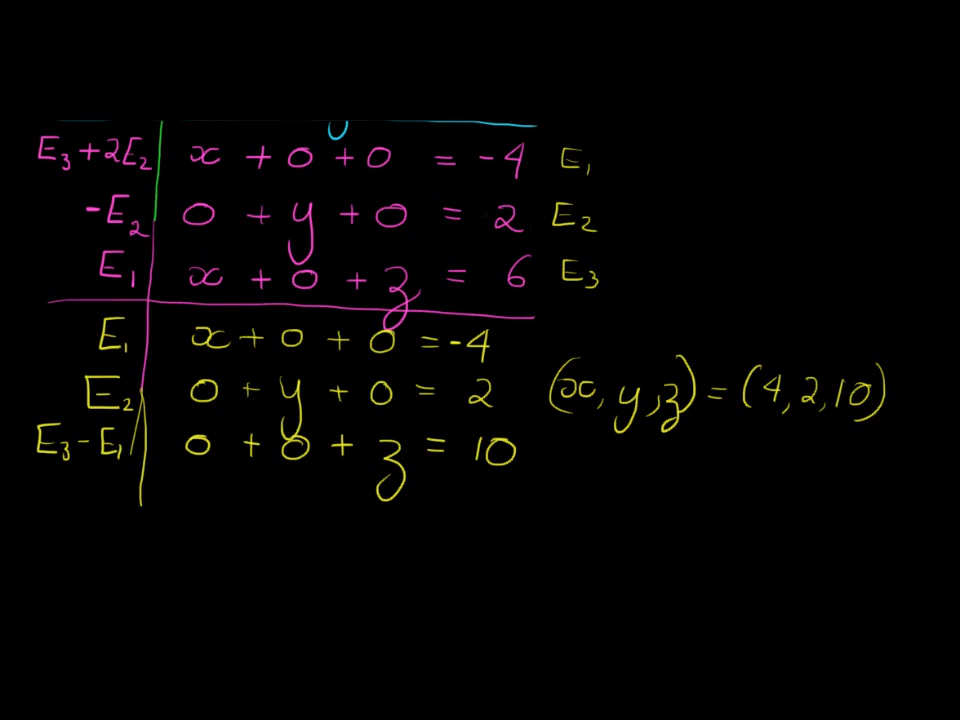 E₃ + 2E₂ x + 0 + 0 = -4 E₁
-E₂ 0 + y + 0 = 2 E₂
E₁ x + 0 + z = 6 E₃
E₁ x + 0 + 0 = -4
E₂ 0 + y + 0 = 2 (x, y, z) = (4, 2, 10)
E₃ - E₁ 0 + 0 + z = 10